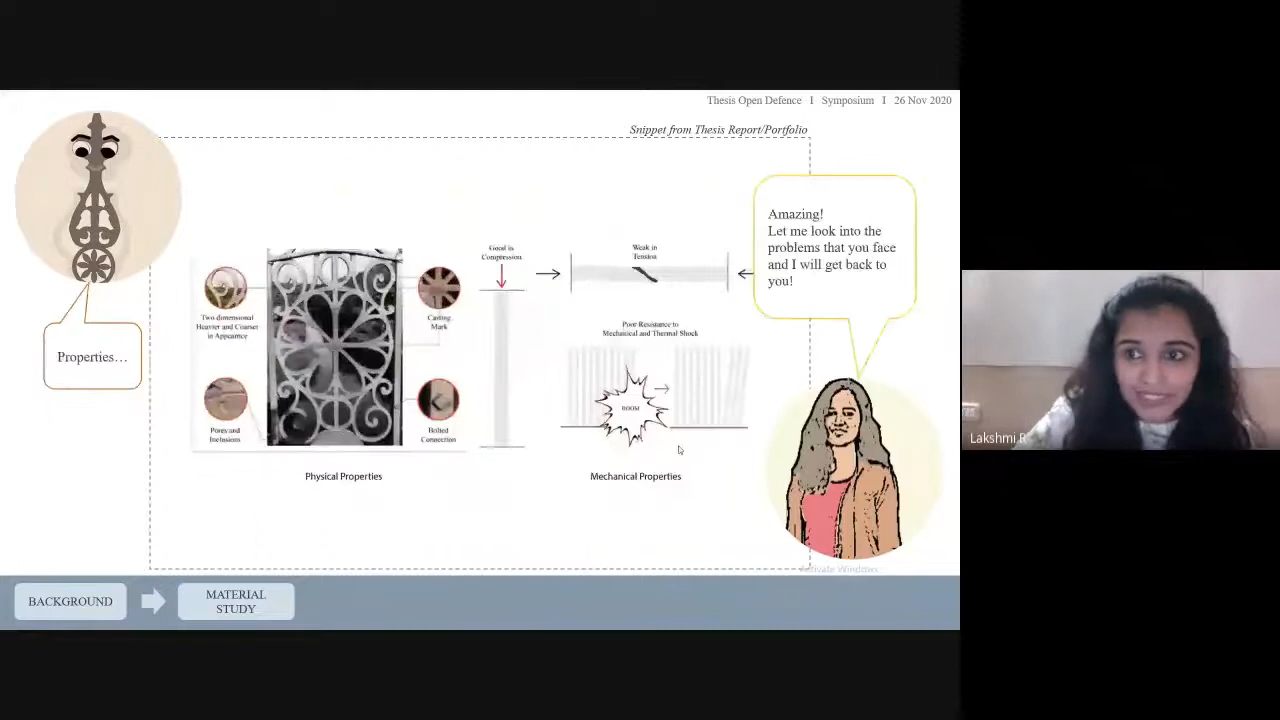 Thesis Open Defence I Symposium I 26 Nov 2020
Snippet from Thesis Report/Portfolio
Amazing!
Let me look into the
problems that you face
and I will get back to
you!
Properties…
Two dimensional
Heavier and Coarser
in Appearnce
Casting
Mark
Pores and
Inclusions
Bolted
Connection
Physical Properties
Good in
Compression
Weak in
Tension
Poor Resistance to
Mechanical and Thermal Shock
BOOM
Mechanical Properties
Lakshmi R
Activate Windows
BACKGROUND
MATERIAL
STUDY